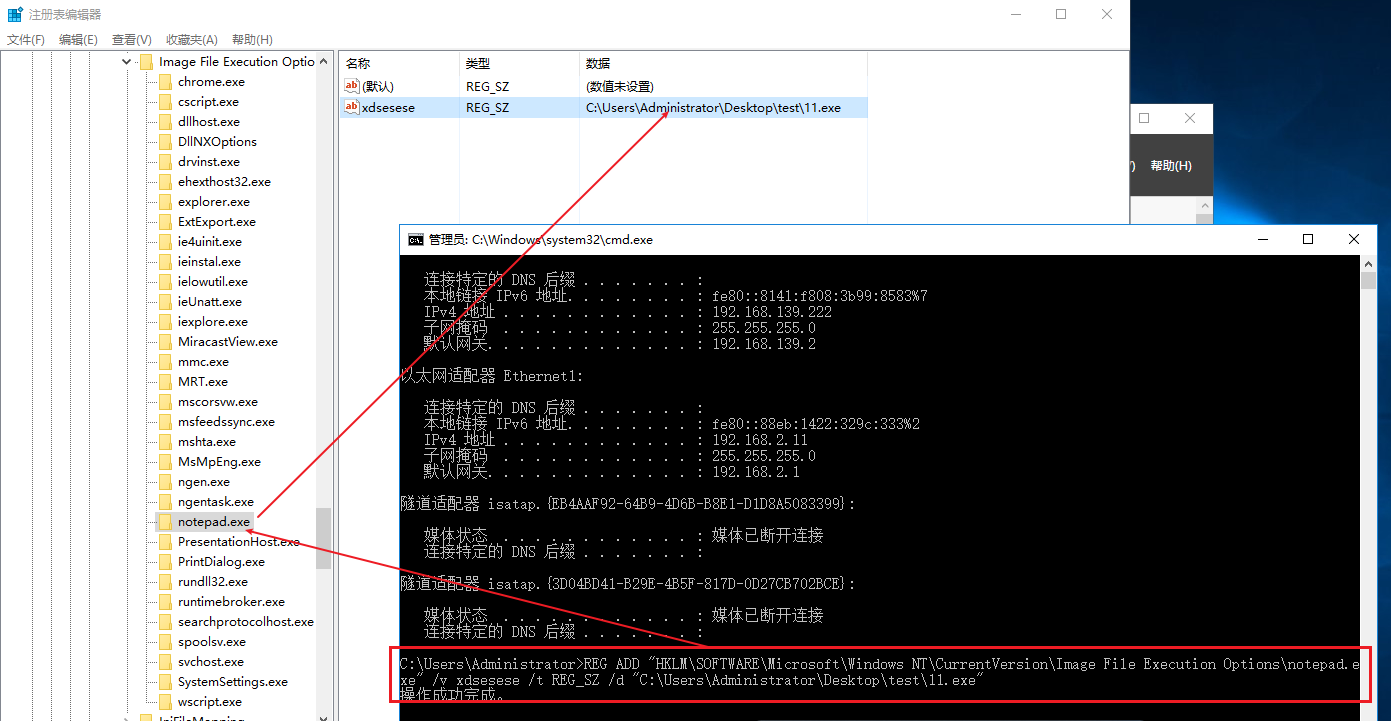 注册表编辑器
文件(F) 编辑(E) 查看(V) 收藏夹(A) 帮助(H)
Image File Execution Optio
chrome.exe
cscript.exe
dllhost.exe
DllNXOptions
drvinst.exe
ehexthost32.exe
explorer.exe
ExtExport.exe
ie4uinit.exe
ieinstal.exe
ielowutil.exe
ieUnatt.exe
iexplore.exe
MiracastView.exe
mmc.exe
MRT.exe
mscorsvw.exe
msfeedssync.exe
mshta.exe
MsMpEng.exe
ngen.exe
ngentask.exe
notepad.exe
PresentationHost.exe
PrintDialog.exe
rundll32.exe
runtimebroker.exe
searchprotocolhost.exe
spoolsv.exe
svchost.exe
SystemSettings.exe
wscript.exe
IniFileMapping
名称 类型 数据
(默认) REG_SZ (数值未设置)
xdsesese REG_SZ C:\Users\Administrator\Desktop\test\11.exe
) 帮助(H)
管理员: C:\Windows\system32\cmd.exe
连接特定的 DNS 后缀 . . . . . . . :
本地链接 IPv6 地址. . . . . . . . : fe80::8141:f808:3b99:8583%7
IPv4 地址 . . . . . . . . . . . . : 192.168.139.222
子网掩码 . . . . . . . . . . . . : 255.255.255.0
默认网关. . . . . . . . . . . . . : 192.168.139.2
以太网适配器 Ethernet1:
连接特定的 DNS 后缀 . . . . . . . :
本地链接 IPv6 地址. . . . . . . . : fe80::88eb:1422:329c:333%2
IPv4 地址 . . . . . . . . . . . . : 192.168.2.11
子网掩码 . . . . . . . . . . . . : 255.255.255.0
默认网关. . . . . . . . . . . . . : 192.168.2.1
隧道适配器 isatap.{EB4AAF92-64B9-4D6B-B8E1-D1D8A5083399}:
媒体状态 . . . . . . . . . . . . : 媒体已断开连接
连接特定的 DNS 后缀 . . . . . . . :
隧道适配器 isatap.{3D04BD41-B29E-4B5F-817D-0D27CB702BCE}:
媒体状态 . . . . . . . . . . . . : 媒体已断开连接
连接特定的 DNS 后缀 . . . . . . . :
C:\Users\Administrator>REG ADD "HKLM\SOFTWARE\Microsoft\Windows NT\CurrentVersion\Image File Execution Options\notepad.e
xe" /v xdsesese /t REG_SZ /d "C:\Users\Administrator\Desktop\test\11.exe"
操作成功完成。